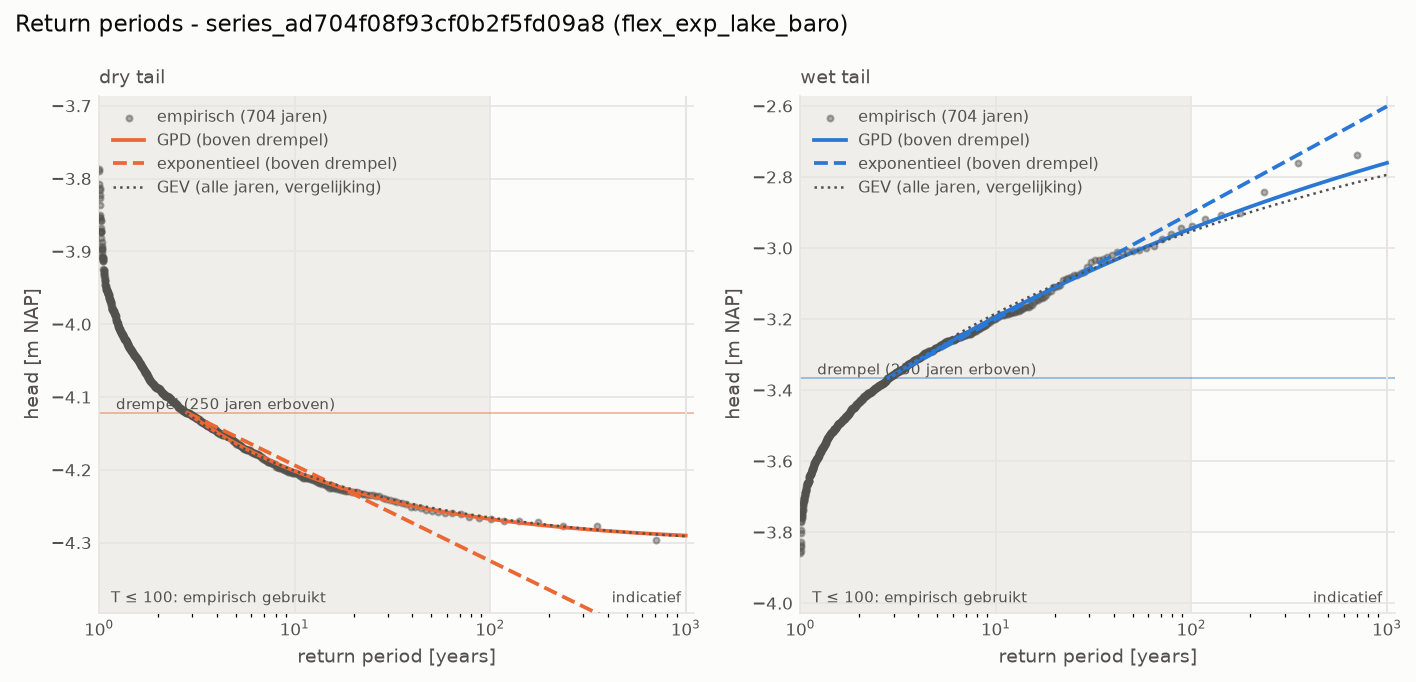 Return periods - series_ad704f08f93cf0b2f5fd09a8 (flex_exp_lake_baro)
dry tail
empirisch (704 jaren)
GPD (boven drempel)
exponentieel (boven drempel)
GEV (alle jaren, vergelijking)
−3.7
−3.8
−3.9
−4.0
−4.1
−4.2
−4.3
head [m NAP]
drempel (250 jaren erboven)
T ≤ 100: empirisch gebruikt
indicatief
10⁰
10¹
10²
10³
return period [years]
wet tail
empirisch (704 jaren)
GPD (boven drempel)
exponentieel (boven drempel)
GEV (alle jaren, vergelijking)
−2.6
−2.8
−3.0
−3.2
−3.4
−3.6
−3.8
−4.0
head [m NAP]
drempel (250 jaren erboven)
T ≤ 100: empirisch gebruikt
indicatief
10⁰
10¹
10²
10³
return period [years]